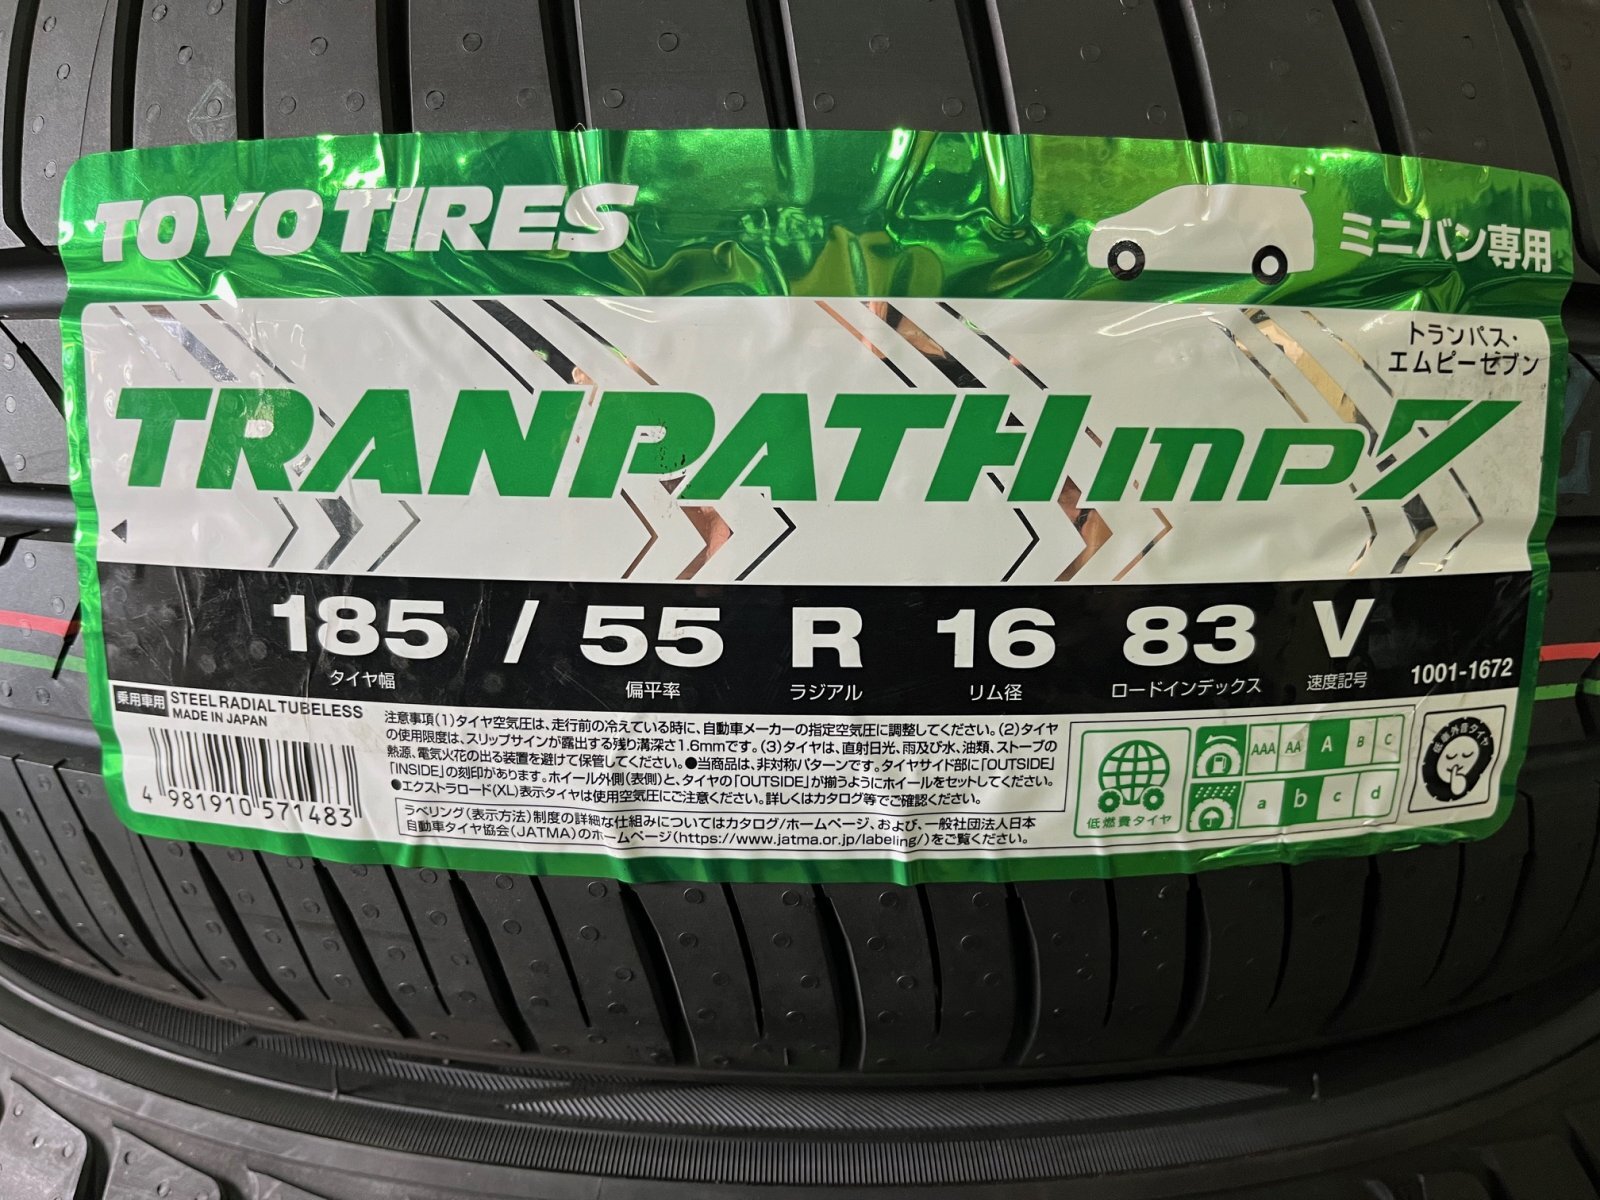 TOYO TIRES
ミニバン専用
トランパス・
エムピーゼブン
TRANPATH mp7
185 / 55 R 16 83 V
タイヤ幅 偏平率 ラジアル リム径 ロードインデックス 速度記号
1001-1672
乗用車用 STEEL RADIAL TUBELESS
MADE IN JAPAN
4 981910 571483
注意事項(1)タイヤ空気圧は、走行前の冷えている時に、自動車メーカーの指定空気圧に調整してください。(2)タイヤ
の使用限度は、スリップサインが露出する残り溝深さ1.6mmです。(3)タイヤは、直射日光、雨及び水、油類、ストーブの
熱源、電気火花の出る装置を避けて保管してください。●当商品は、非対称パターンです。タイヤサイド部に「OUTSIDE」
「INSIDE」の刻印があります。ホイール外側(表側)と、タイヤの「OUTSIDE」が揃うようにホイールをセットしてください。
●エクストラロード(XL)表示タイヤは使用空気圧にご注意ください。詳しくはカタログ等でご確認ください。
ラベリング(表示方法)制度の詳細な仕組みについてはカタログ/ホームページ、および、一般社団法人日本
自動車タイヤ協会(JATMA)のホームページ(https://www.jatma.or.jp/labeling/)をご覧ください。
低燃費タイヤ
AAA AA A B C
a b c d
低車外音タイヤ